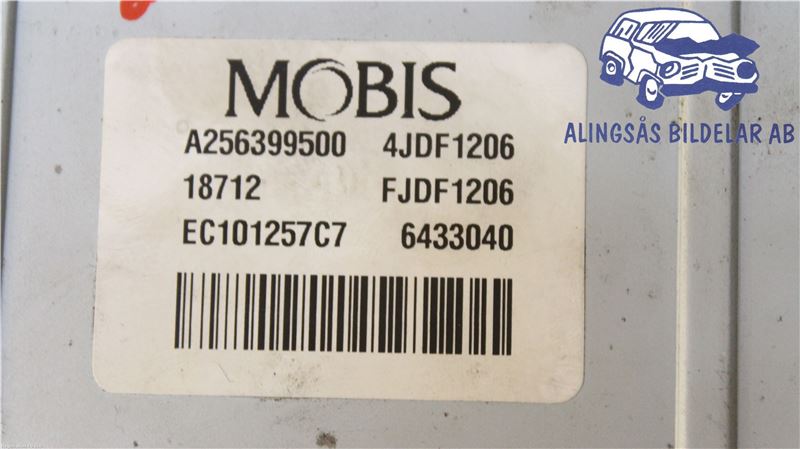 MOBIS
A256399500 4JDF1206
18712 FJDF1206
EC101257C7 6433040
ALINGSÅS BILDELAR AB